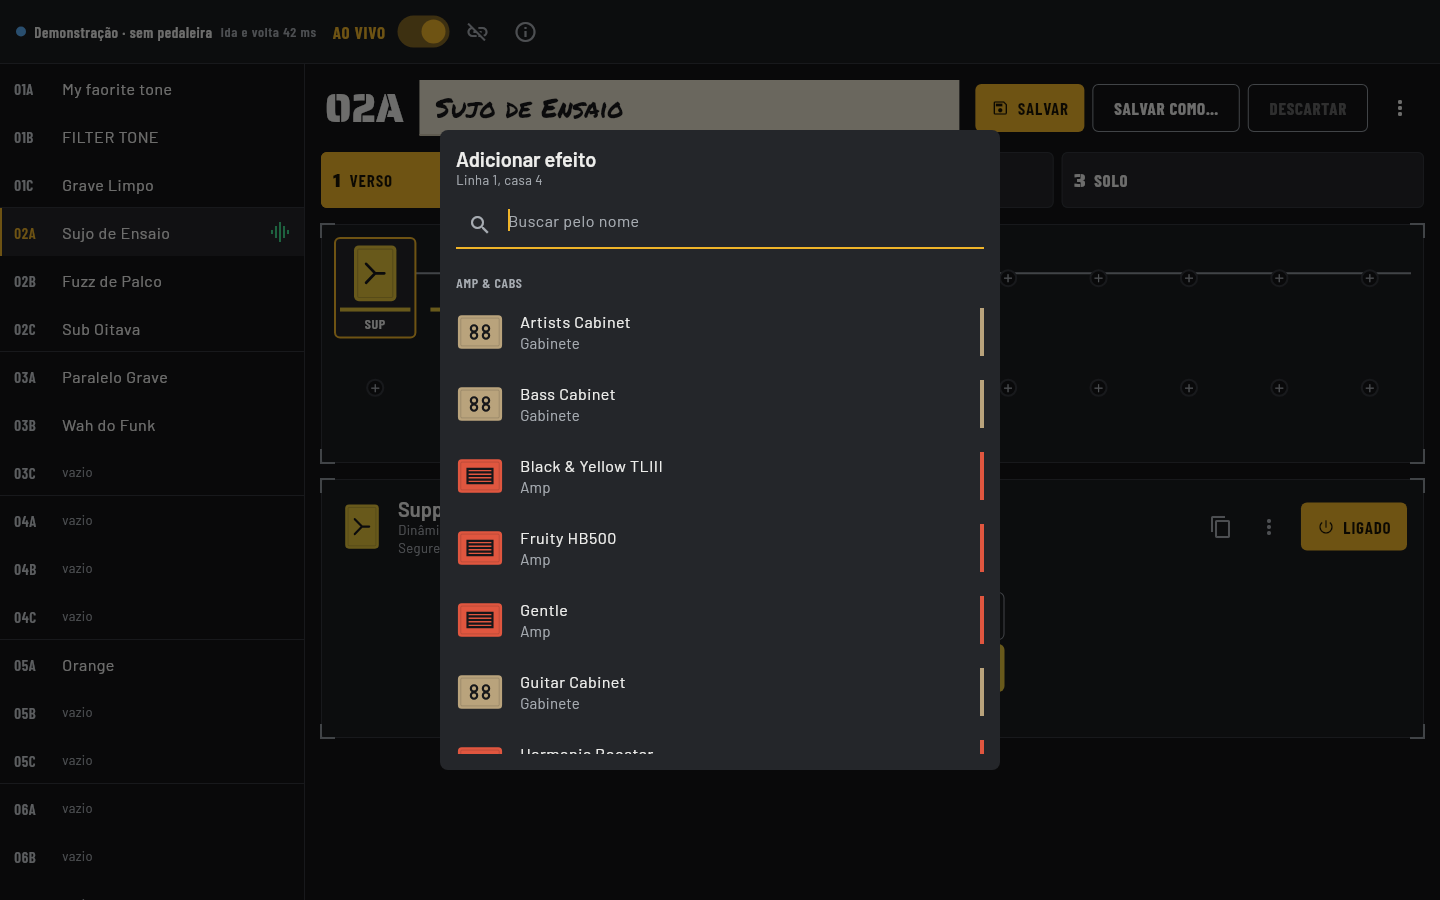 Demonstração · sem pedaleira Ida e volta 42 ms AO VIVO
01A My faorite tone
01B FILTER TONE
01C Grave Limpo
02A Sujo de Ensaio
02B Fuzz de Palco
02C Sub Oitava
03A Paralelo Grave
03B Wah do Funk
03C vazio
04A vazio
04B vazio
04C vazio
05A Orange
05B vazio
05C vazio
06A vazio
06B vazio
02A Sujo de Ensaio SALVAR SALVAR COMO... DESCARTAR
1 VERSO
3 SOLO
SUP
Supp
Dinâmi
Segure
LIGADO
Adicionar efeito
Linha 1, casa 4
Buscar pelo nome
AMP & CABS
Artists Cabinet
Gabinete
Bass Cabinet
Gabinete
Black & Yellow TLIII
Amp
Fruity HB500
Amp
Gentle
Amp
Guitar Cabinet
Gabinete
Harmonic Booster